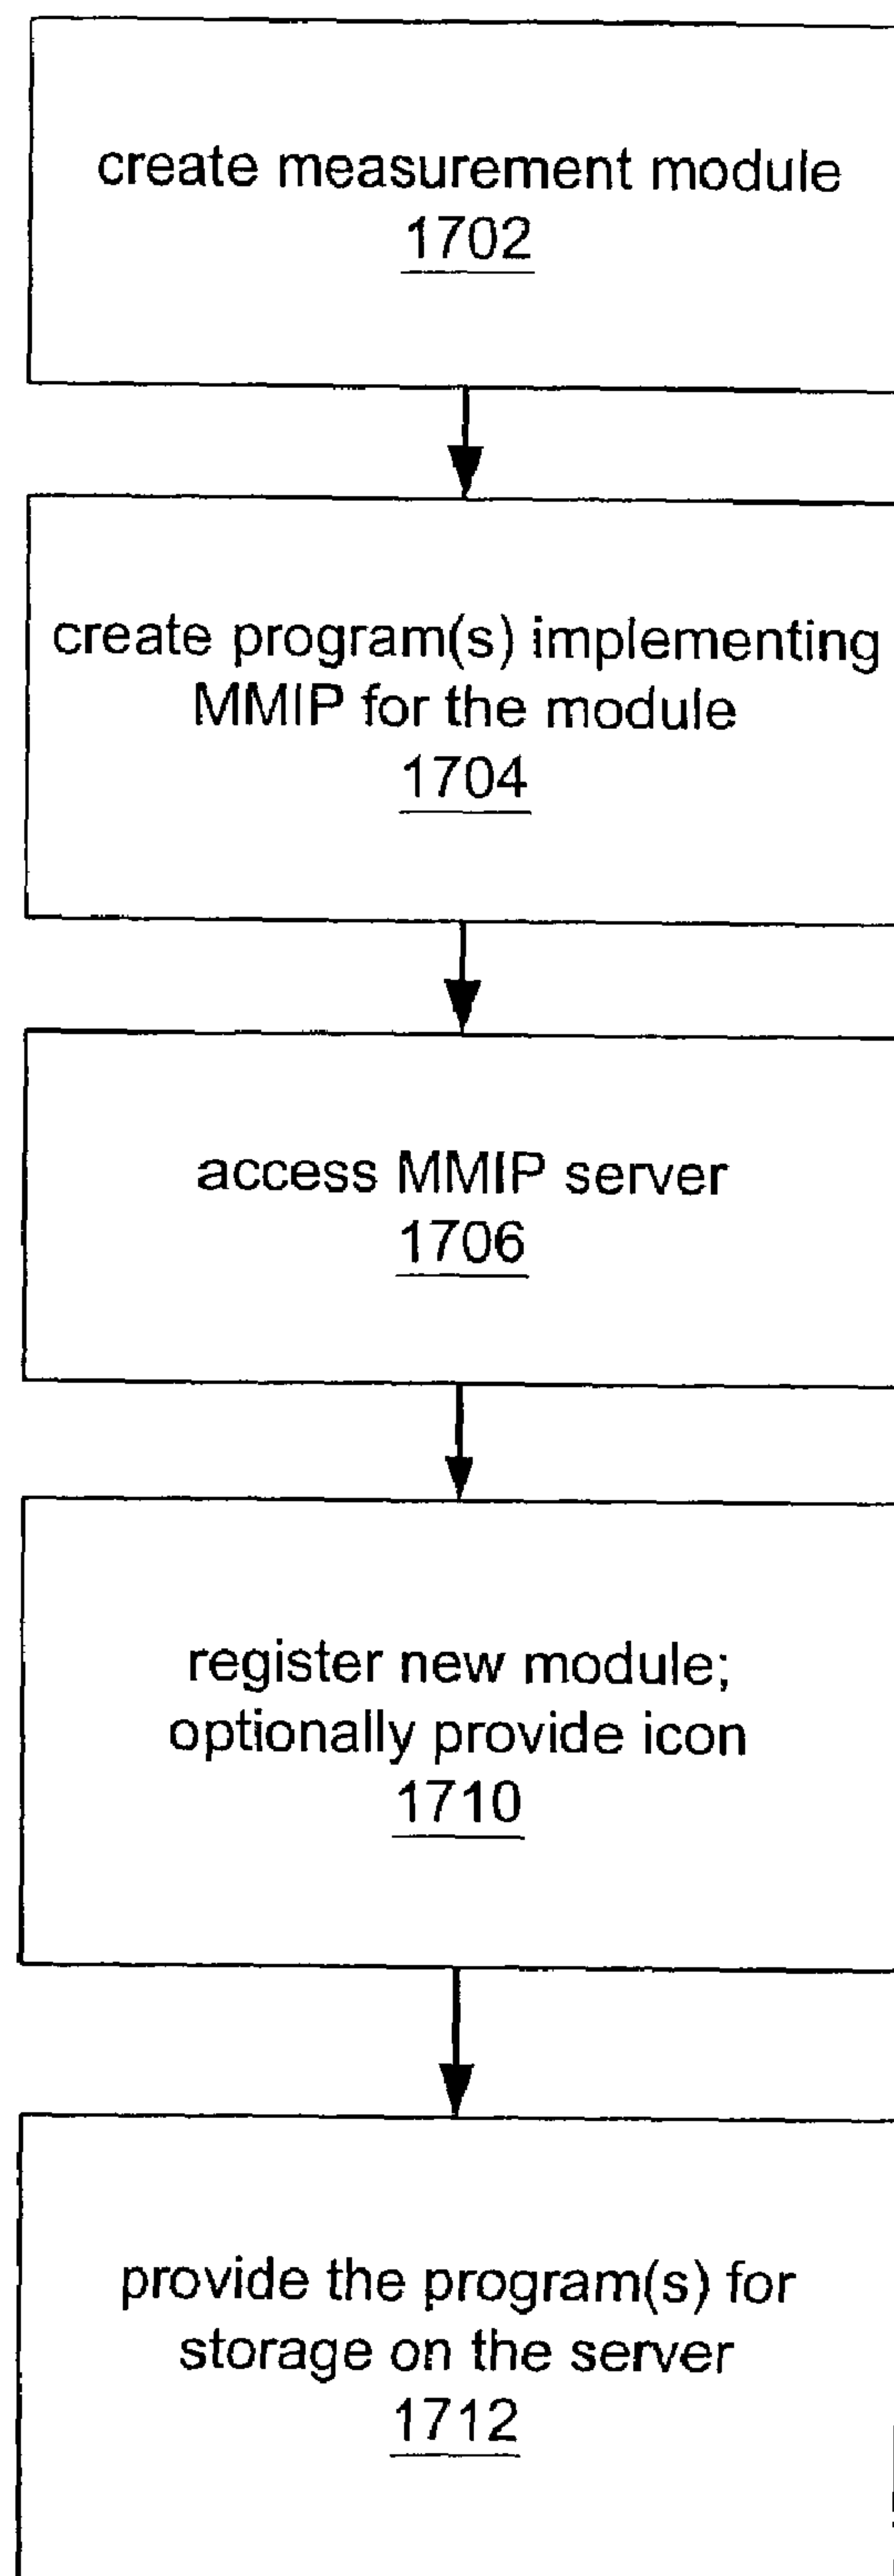 create measurement module
1702
create program(s) implementing
MMIP for the module
1704
access MMIP server
1706
register new module;
optionally provide icon
1710
provide the program(s) for
storage on the server
1712